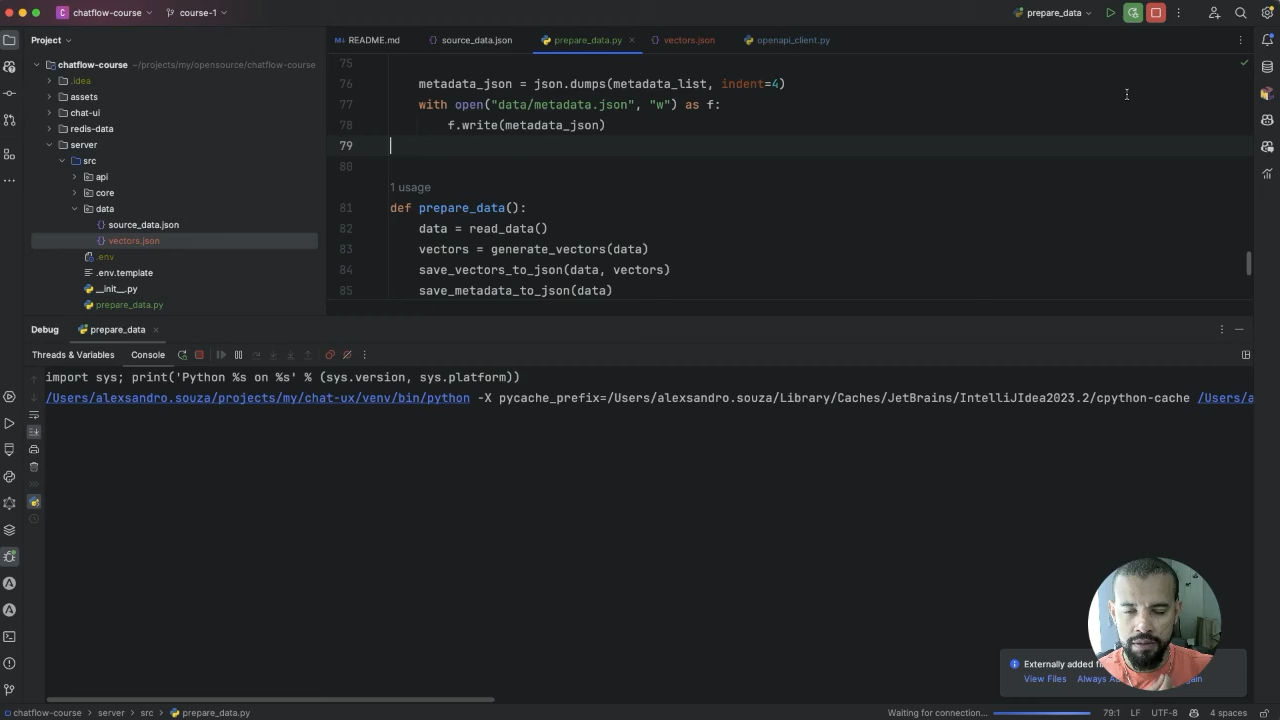 C chatflow-course course-1 prepare_data
Project
README.md source_data.json prepare_data.py vectors.json openapi_client.py
chatflow-course ~/projects/my/opensource/chatflow-course
.idea
assets
chat-ui
redis-data
server
src
api
core
data
source_data.json
vectors.json
.env
.env.template
__init__.py
prepare_data.py
75
76 metadata_json = json.dumps(metadata_list, indent=4)
77 with open("data/metadata.json", "w") as f:
78 f.write(metadata_json)
79
80
1 usage
81 def prepare_data():
82 data = read_data()
83 vectors = generate_vectors(data)
84 save_vectors_to_json(data, vectors)
85 save_metadata_to_json(data)
Debug prepare_data
Threads & Variables Console
import sys; print('Python %s on %s' % (sys.version, sys.platform))
/Users/alexsandro.souza/projects/my/chat-ux/venv/bin/python -X pycache_prefix=/Users/alexsandro.souza/Library/Caches/JetBrains/IntelliJIdea2023.2/cpython-cache /Users/a
Externally added
View Files Always
chatflow-course server src prepare_data.py Waiting for connection... 79:1 LF UTF-8 4 spaces